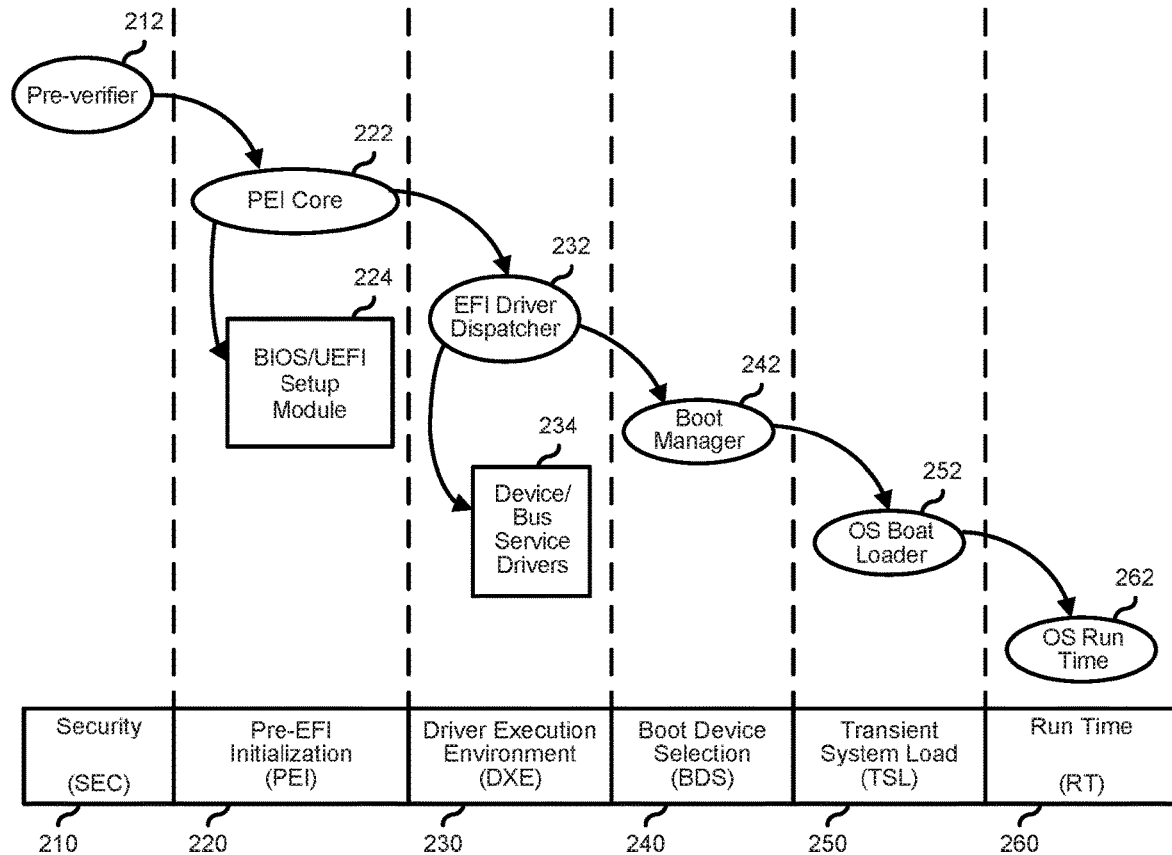 212
Pre-verifier
222
PEI Core
232
224
EFI Driver
Dispatcher
BIOS/UEFI
Setup
Module
242
Boot
Manager
234
Device/
Bus
Service
Drivers
252
OS Boat
Loader
262
OS Run
Time
Security
(SEC)
Pre-EFI
Initialization
(PEI)
Driver Execution
Environment
(DXE)
Boot Device
Selection
(BDS)
Transient
System Load
(TSL)
Run Time
(RT)
210
220
230
240
250
260